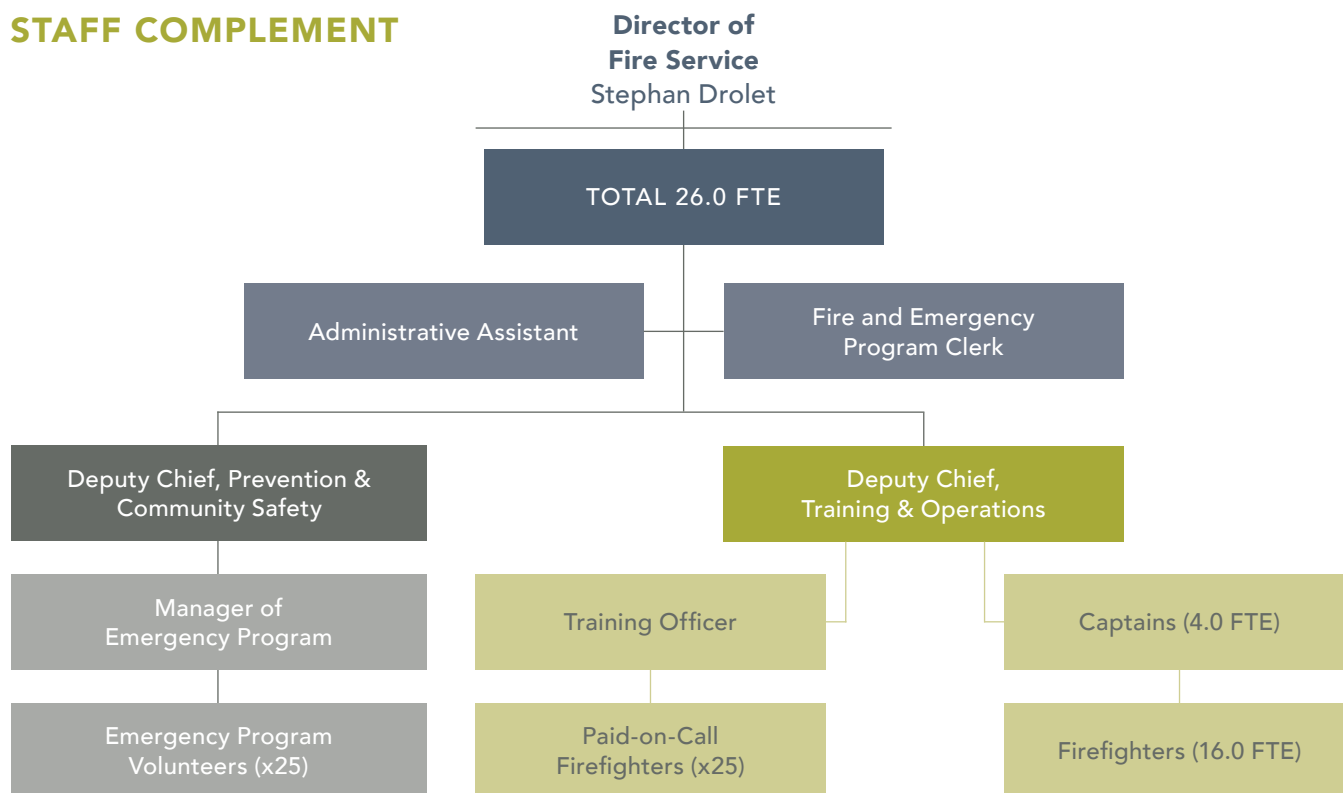 STAFF COMPLEMENT
Director of
Fire Service
Stephan Drolet
TOTAL 26.0 FTE
Administrative Assistant
Fire and Emergency
Program Clerk
Deputy Chief, Prevention &
Community Safety
Deputy Chief,
Training & Operations
Manager of
Emergency Program
Training Officer
Captains (4.0 FTE)
Emergency Program
Volunteers (x25)
Paid-on-Call
Firefighters (x25)
Firefighters (16.0 FTE)